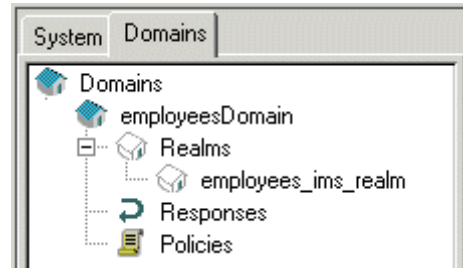 System Domains
Domains
employeesDomain
Realms
employees_ims_realm
Responses
Policies